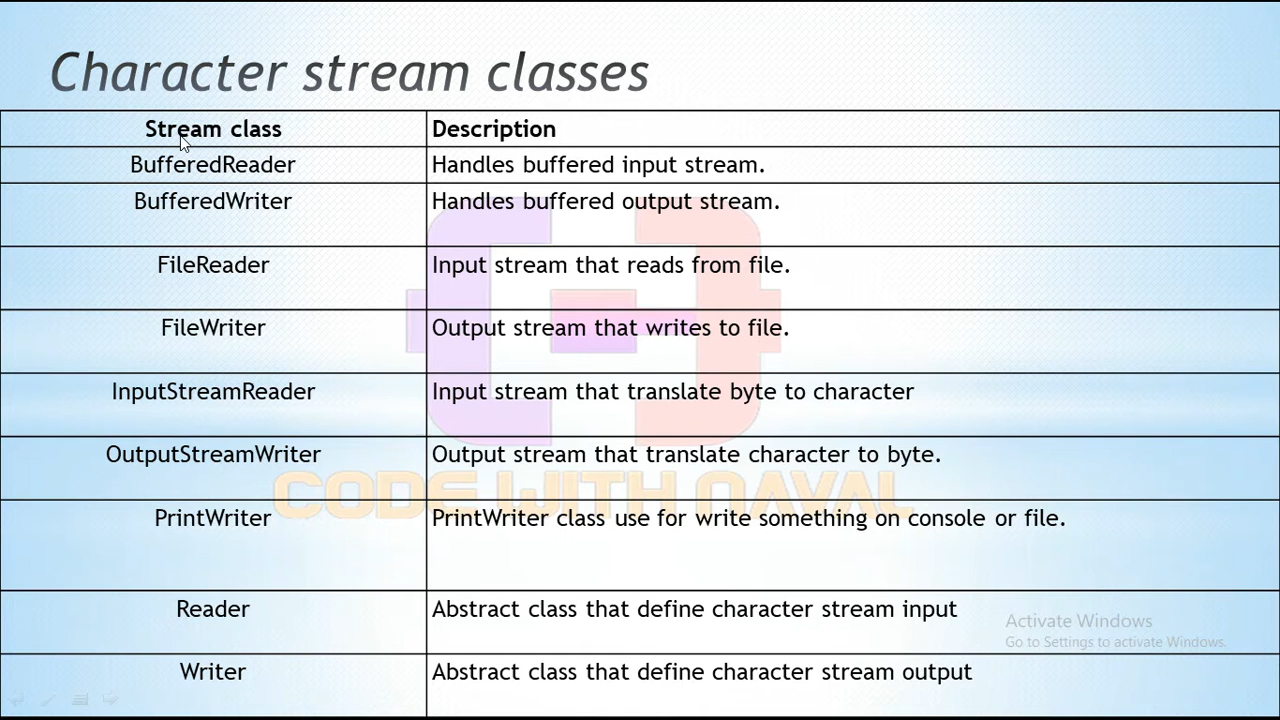 Character stream classes
Stream class Description
BufferedReader Handles buffered input stream.
BufferedWriter Handles buffered output stream.
FileReader Input stream that reads from file.
FileWriter Output stream that writes to file.
InputStreamReader Input stream that translate byte to character
OutputStreamWriter Output stream that translate character to byte.
CODE WITH NAVAL
PrintWriter PrintWriter class use for write something on console or file.
Reader Abstract class that define character stream input
Activate Windows
Go to Settings to activate Windows.
Writer Abstract class that define character stream output